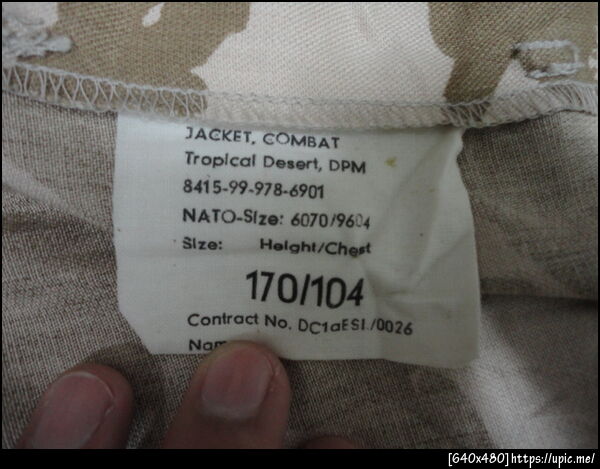 JACKET, COMBAT
Tropical Desert, DPM
8415-99-978-6901
NATO-Size: 6070/9604
Size: Height/Chest
170/104
Contract No. DC1aESL/0026
Nam
[640x480]https://upic.me/